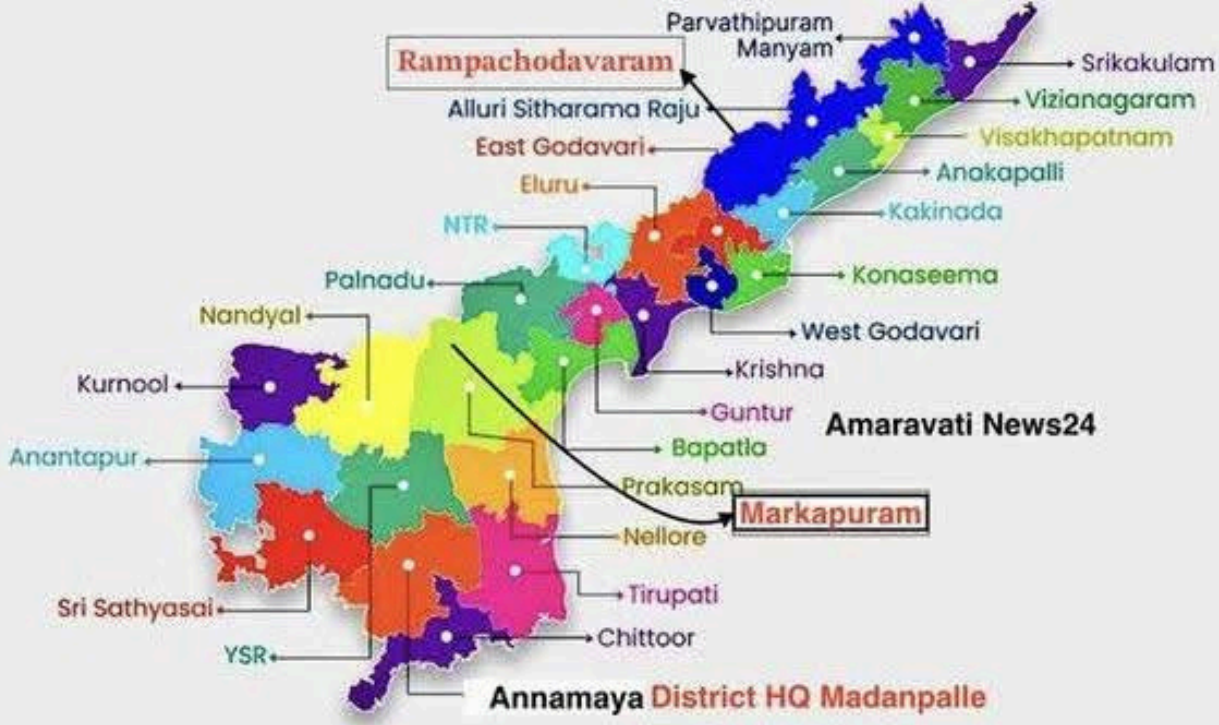 Parvathipuram
Manyam
Rampachodavaram
Srikakulam
Alluri Sitharama Raju
Vizianagaram
East Godavari
Visakhapatnam
Eluru
Anakapalli
NTR
Kakinada
Palnadu
Konaseema
Nandyal
West Godavari
Kurnool
Krishna
Guntur
Amaravati News24
Anantapur
Bapatla
Prakasam
Markapuram
Nellore
Sri Sathyasai
Tirupati
YSR
Chittoor
Annamaya District HQ Madanpalle